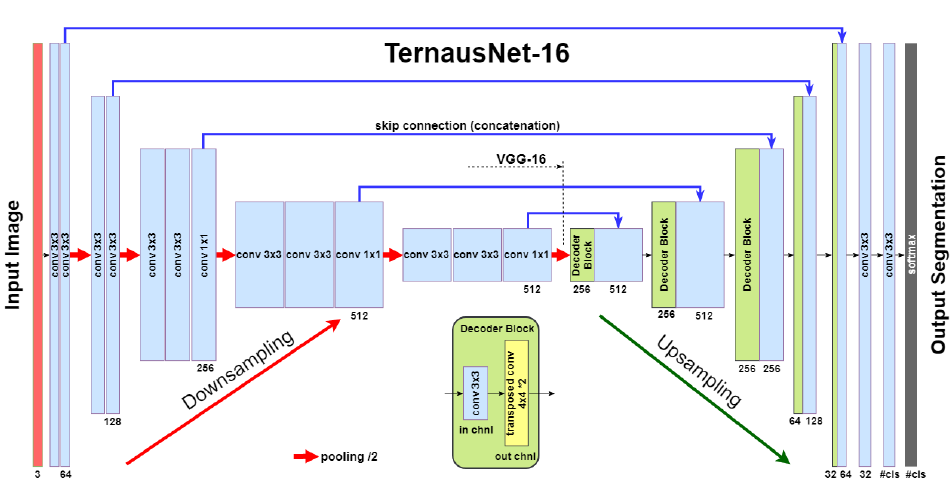 TernausNet-16
skip connection (concatenation)
VGG-16
Input Image
conv 3x3
conv 3x3
conv 3x3
conv 3x3
conv 3x3
conv 3x3
conv 1x1
conv 3x3
conv 3x3
conv 1x1
conv 3x3
conv 3x3
conv 1x1
Decoder
Block
Decoder Block
Decoder Block
conv 3x3
conv 3x3
softmax
Output Segmentation
512
256
512
512
256
512
256
256
256
128
64
128
Downsampling
Upsampling
Decoder Block
conv 3x3
transposed conv
4x4 *2
in chnl
out chnl
pooling /2
3
64
32
64
32
#cls
#cls